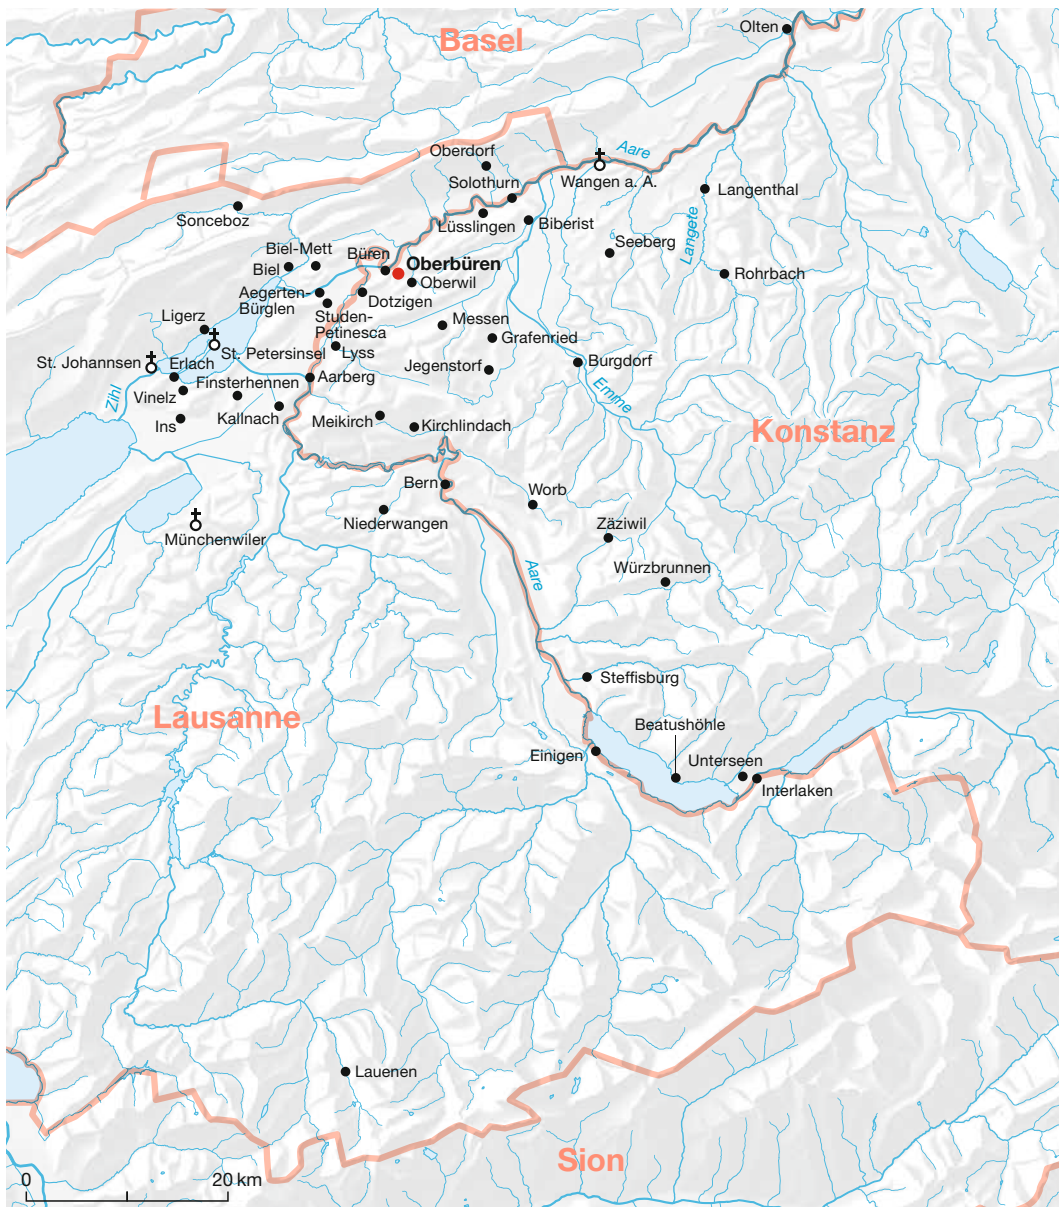 Olten
Basel
Aare
Oberdorf
Wangen a. A.
Solothurn
Langenthal
Sonceboz
Lüsslingen
Biberist
Langete
Seeberg
Biel-Mett
Büren
Biel
Oberbüren
Rohrbach
Oberwil
Aegerten-
Bürglen
Dotzigen
Studen-
Petinesca
Ligerz
Messen
Grafenried
St. Petersinsel
Lyss
St. Johannsen
Erlach
Jegenstorf
Burgdorf
Finsterhennen
Aarberg
Emme
Zihl
Vinelz
Kallnach
Meikirch
Ins
Kirchlindach
Konstanz
Bern
Worb
Niederwangen
Zäziwil
Münchenwiler
Aare
Würzbrunnen
Steffisburg
Lausanne
Beatushöhle
Einigen
Unterseen
Interlaken
Lauenen
Sion
0
20 km